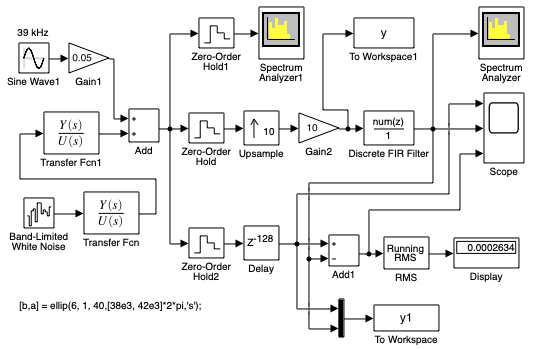 39 kHz
Sine Wave1
0.05
Gain1
Zero-Order
Hold1
Spectrum
Analyzer1
y
To Workspace1
Spectrum
Analyzer
Y(s)
U(s)
Transfer Fcn1
+
+
Add
Zero-Order
Hold
10
Upsample
10
Gain2
num(z)
1
Discrete FIR Filter
Scope
Band-Limited
White Noise
Y(s)
U(s)
Transfer Fcn
Zero-Order
Hold2
Z-128
Delay
+
−
Add1
Running
RMS
RMS
0.0002634
Display
y1
To Workspace
[b,a] = ellip(6, 1, 40,[38e3, 42e3]*2*pi,'s');